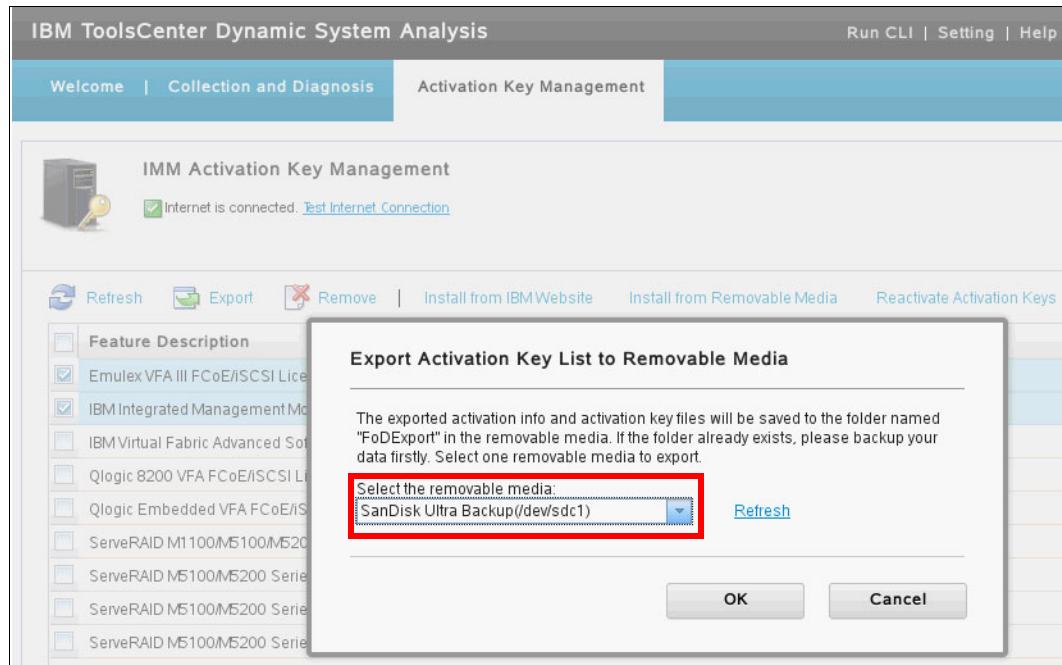 IBM ToolsCenter Dynamic System Analysis
Run CLI | Setting | Help
Welcome | Collection and Diagnosis
Activation Key Management
IMM Activation Key Management
Internet is connected. Test Internet Connection
Refresh Export Remove | Install from IBM Website Install from Removable Media Reactivate Activation Keys
Feature Description
Emulex VFA III FCoE/iSCSI Lice
IBM Integrated Management Mo
IBM Virtual Fabric Advanced Sof
Qlogic 8200 VFA FCoE/iSCSI Li
Qlogic Embedded VFA FCoE/iS
ServeRAID M1100/M5100/M520
ServeRAID M5100/M5200 Serie
ServeRAID M5100/M5200 Serie
ServeRAID M5100/M5200 Serie
Export Activation Key List to Removable Media
The exported activation info and activation key files will be saved to the folder named
"FoDExport" in the removable media. If the folder already exists, please backup your
data firstly. Select one removable media to export.
Select the removable media:
SanDisk Ultra Backup(/dev/sdc1)
Refresh
OK
Cancel